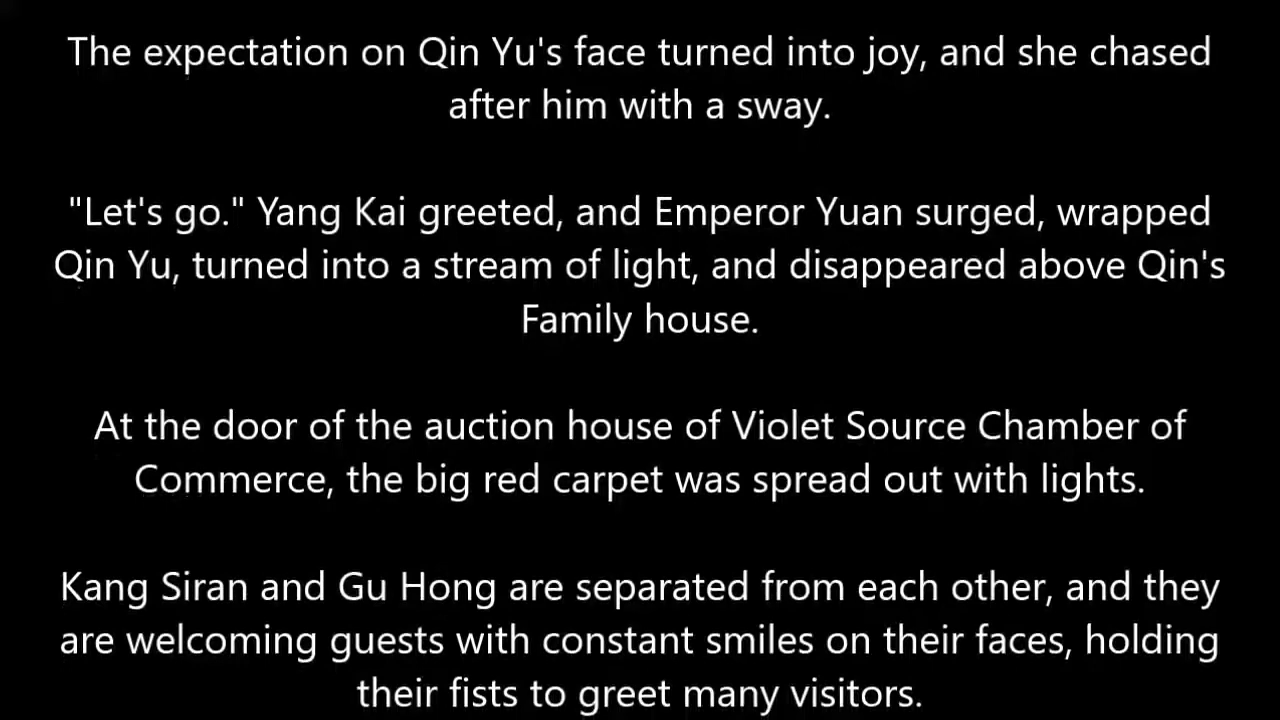 The expectation on Qin Yu's face turned into joy, and she chased
after him with a sway.
"Let's go." Yang Kai greeted, and Emperor Yuan surged, wrapped
Qin Yu, turned into a stream of light, and disappeared above Qin's
Family house.
At the door of the auction house of Violet Source Chamber of
Commerce, the big red carpet was spread out with lights.
Kang Siran and Gu Hong are separated from each other, and they
are welcoming guests with constant smiles on their faces, holding
their fists to greet many visitors.